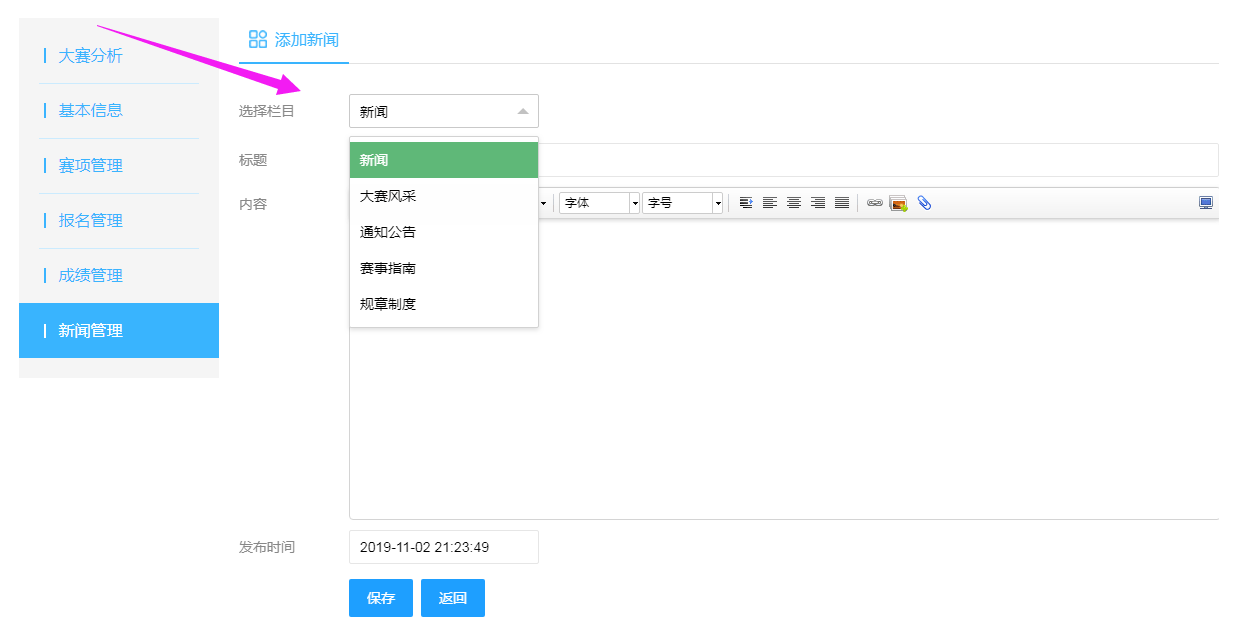 大赛分析
基本信息
赛项管理
报名管理
成绩管理
新闻管理
添加新闻
选择栏目
新闻
新闻
大赛风采
通知公告
赛事指南
规章制度
标题
内容
字体
字号
发布时间
2019-11-02 21:23:49
保存
返回